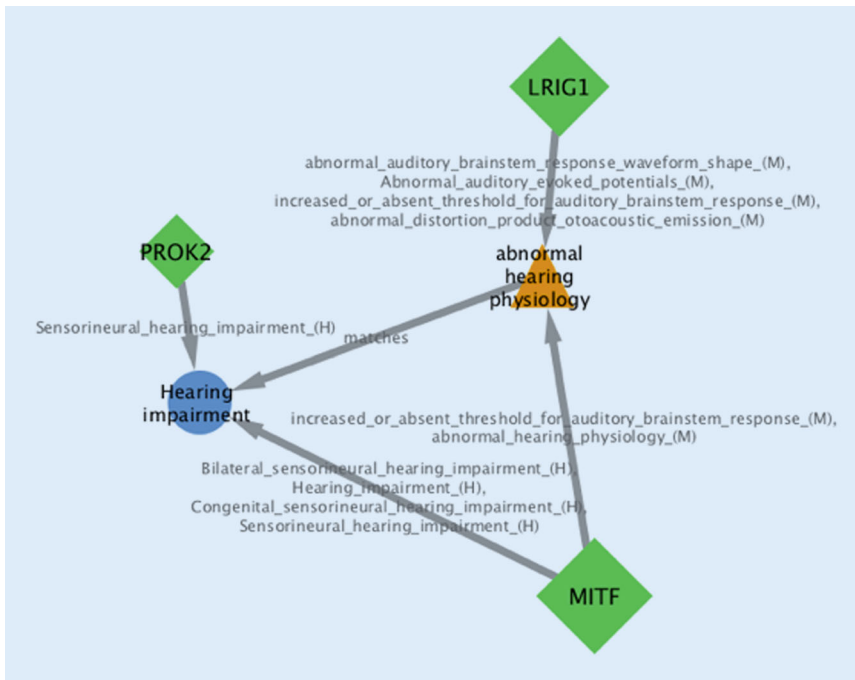 LRIG1
abnormal_auditory_brainstem_response_waveform_shape_(M),
Abnormal_auditory_evoked_potentials_(M),
increased_or_absent_threshold_for_auditory_brainstem_response_(M),
abnormal_distortion_product_otoacoustic_emission_(M)
PROK2
abnormal
hearing
physiology
Sensorineural_hearing_impairment_(H)
matches
Hearing
impairment
increased_or_absent_threshold_for_auditory_brainstem_response_(M),
abnormal_hearing_physiology_(M)
Bilateral_sensorineural_hearing_impairment_(H),
Hearing_impairment_(H),
Congenital_sensorineural_hearing_impairment_(H),
Sensorineural_hearing_impairment_(H)
MITF